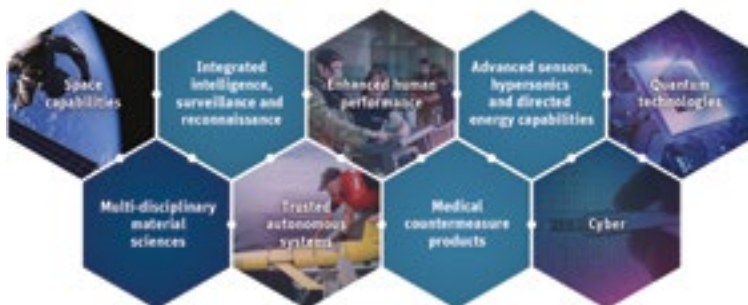 Space
capabilities
Integrated
intelligence,
surveillance and
reconnaissance
Enhanced human
performance
Advanced sensors,
hypersonics
and directed
energy capabilities
Quantum
technologies
Multi-disciplinary
material
sciences
Trusted
autonomous
systems
Medical
countermeasure
products
Cyber